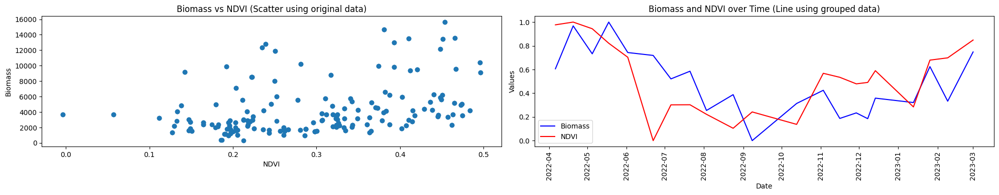 Biomass vs NDVI (Scatter using original data)
16000
14000
12000
10000
8000
6000
4000
2000
0
Biomass
0.0 0.1 0.2 0.3 0.4 0.5
NDVI
Biomass and NDVI over Time (Line using grouped data)
1.0
0.8
0.6
0.4
0.2
0.0
Values
Biomass
NDVI
2022-04 2022-05 2022-06 2022-07 2022-08 2022-09 2022-10 2022-11 2022-12 2023-01 2023-02 2023-03
Date